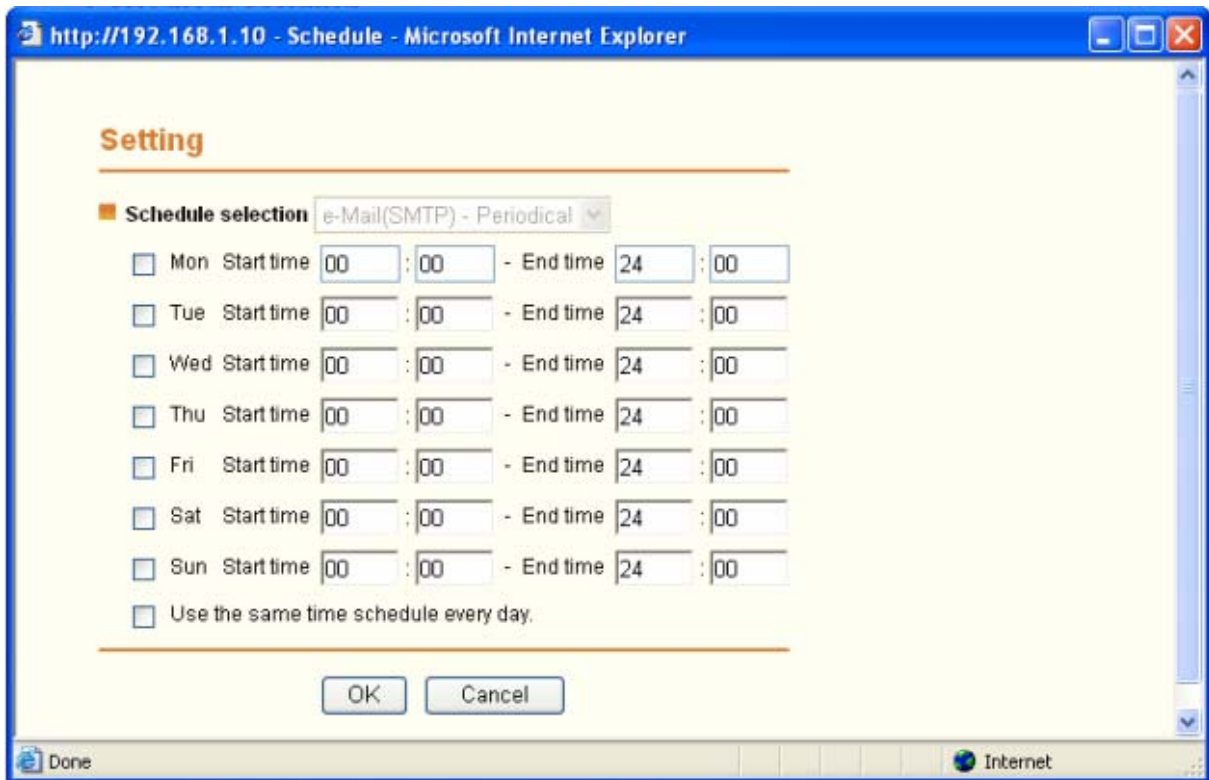 http://192.168.1.10 - Schedule - Microsoft Internet Explorer
Setting
Schedule selection e-Mail(SMTP) - Periodical
Mon Start time 00 : 00 - End time 24 : 00
Tue Start time 00 : 00 - End time 24 : 00
Wed Start time 00 : 00 - End time 24 : 00
Thu Start time 00 : 00 - End time 24 : 00
Fri Start time 00 : 00 - End time 24 : 00
Sat Start time 00 : 00 - End time 24 : 00
Sun Start time 00 : 00 - End time 24 : 00
Use the same time schedule every day.
OK Cancel
Done Internet